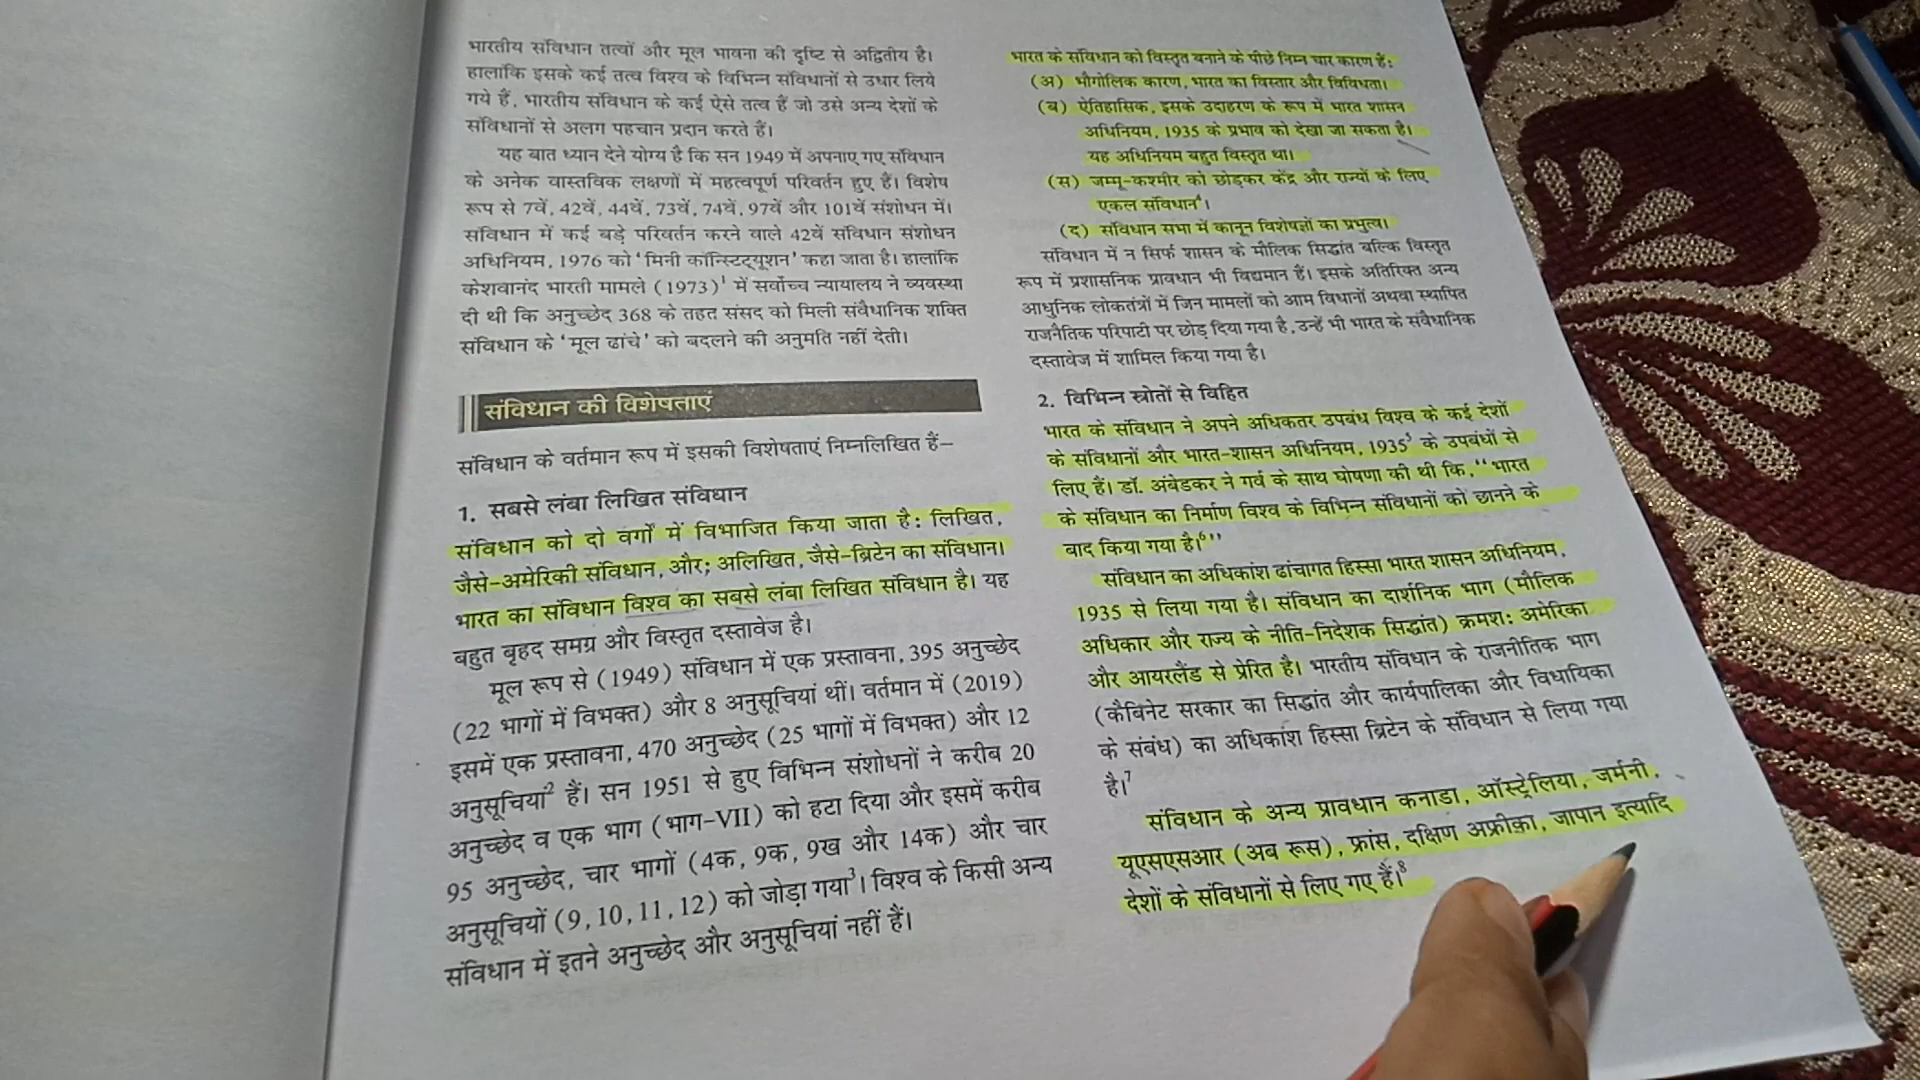 भारतीय संविधान तत्वों और मूल भावना की दृष्टि से अद्वितीय है।
हालांकि इसके कई तत्व विश्व के विभिन्न संविधानों से उधार लिये
गये हैं, भारतीय संविधान के कई ऐसे तत्व हैं जो उसे अन्य देशों के
संविधानों से अलग पहचान प्रदान करते हैं।
यह बात ध्यान देने योग्य है कि सन 1949 में अपनाए गए संविधान
के अनेक वास्तविक लक्षणों में महत्वपूर्ण परिवर्तन हुए हैं। विशेष
रूप से 7वें, 42वें, 44वें, 73वें, 74वें, 97वें और 101वें संशोधन में।
संविधान में कई बड़े परिवर्तन करने वाले 42वें संविधान संशोधन
अधिनियम, 1976 को ‘मिनी कॉन्स्टिट्यूशन’ कहा जाता है। हालांकि
केशवानंद भारती मामले (1973)¹ में सर्वोच्च न्यायालय ने व्यवस्था
दी थी कि अनुच्छेद 368 के तहत संसद को मिली संवैधानिक शक्ति
संविधान के ‘मूल ढांचे’ को बदलने की अनुमति नहीं देती।
संविधान की विशेषताएं
संविधान के वर्तमान रूप में इसकी विशेषताएं निम्नलिखित हैं–
1. सबसे लंबा लिखित संविधान
संविधान को दो वर्गों में विभाजित किया जाता है: लिखित,
जैसे–अमेरिकी संविधान, और; अलिखित, जैसे–ब्रिटेन का संविधान।
भारत का संविधान विश्व का सबसे लंबा लिखित संविधान है। यह
बहुत बृहद समग्र और विस्तृत दस्तावेज है।
मूल रूप से (1949) संविधान में एक प्रस्तावना, 395 अनुच्छेद
(22 भागों में विभक्त) और 8 अनुसूचियां थीं। वर्तमान में (2019)
इसमें एक प्रस्तावना, 470 अनुच्छेद (25 भागों में विभक्त) और 12
अनुसूचियां² हैं। सन 1951 से हुए विभिन्न संशोधनों ने करीब 20
अनुच्छेद व एक भाग (भाग–VII) को हटा दिया और इसमें करीब
95 अनुच्छेद, चार भागों (4क, 9क, 9ख और 14क) और चार
अनुसूचियों (9, 10, 11, 12) को जोड़ा गया³। विश्व के किसी अन्य
संविधान में इतने अनुच्छेद और अनुसूचियां नहीं हैं।
भारत के संविधान को विस्तृत बनाने के पीछे निम्न चार कारण हैं:
(अ) भौगोलिक कारण, भारत का विस्तार और विविधता।
(ब) ऐतिहासिक, इसके उदाहरण के रूप में भारत शासन
अधिनियम, 1935 के प्रभाव को देखा जा सकता है।
यह अधिनियम बहुत विस्तृत था।
(स) जम्मू-कश्मीर को छोड़कर केंद्र और राज्यों के लिए
एकल संविधान⁴।
(द) संविधान सभा में कानून विशेषज्ञों का प्रभुत्व।
संविधान में न सिर्फ शासन के मौलिक सिद्धांत बल्कि विस्तृत
रूप में प्रशासनिक प्रावधान भी विद्यमान हैं। इसके अतिरिक्त अन्य
आधुनिक लोकतंत्रों में जिन मामलों को आम विधानों अथवा स्थापित
राजनैतिक परिपाटी पर छोड़ दिया गया है, उन्हें भी भारत के संवैधानिक
दस्तावेज में शामिल किया गया है।
2. विभिन्न स्त्रोतों से विहित
भारत के संविधान ने अपने अधिकतर उपबंध विश्व के कई देशों
के संविधानों और भारत-शासन अधिनियम, 1935⁵ के उपबंधों से
लिए हैं। डॉ. अंबेडकर ने गर्व के साथ घोषणा की थी कि, ‘‘भारत
के संविधान का निर्माण विश्व के विभिन्न संविधानों को छानने के
बाद किया गया है।⁶’’
संविधान का अधिकांश ढांचागत हिस्सा भारत शासन अधिनियम,
1935 से लिया गया है। संविधान का दार्शनिक भाग (मौलिक
अधिकार और राज्य के नीति-निदेशक सिद्धांत) क्रमश: अमेरिका
और आयरलैंड से प्रेरित है। भारतीय संविधान के राजनीतिक भाग
(कैबिनेट सरकार का सिद्धांत और कार्यपालिका और विधायिका
के संबंध) का अधिकांश हिस्सा ब्रिटेन के संविधान से लिया गया
है।⁷
संविधान के अन्य प्रावधान कनाडा, ऑस्ट्रेलिया, जर्मनी,
यूएसएसआर (अब रूस), फ्रांस, दक्षिण अफ्रीक़ा, जापान इत्यादि
देशों के संविधानों से लिए गए हैं।⁸